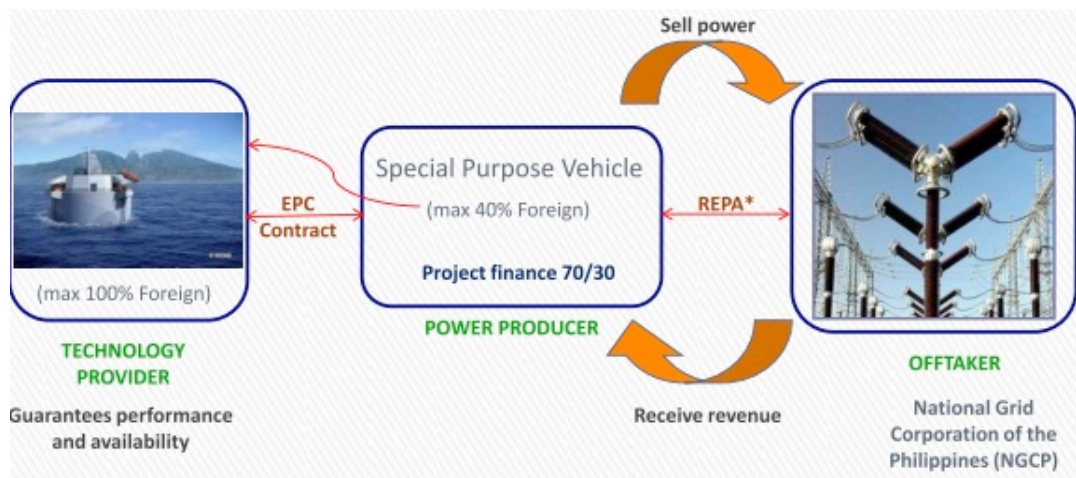 Sell power
Special Purpose Vehicle
(max 40% Foreign)
Project finance 70/30
EPC
Contract
REPA*
(max 100% Foreign)
POWER PRODUCER
TECHNOLOGY
PROVIDER
Guarantees performance
and availability
Receive revenue
OFFTAKER
National Grid
Corporation of the
Philippines (NGCP)